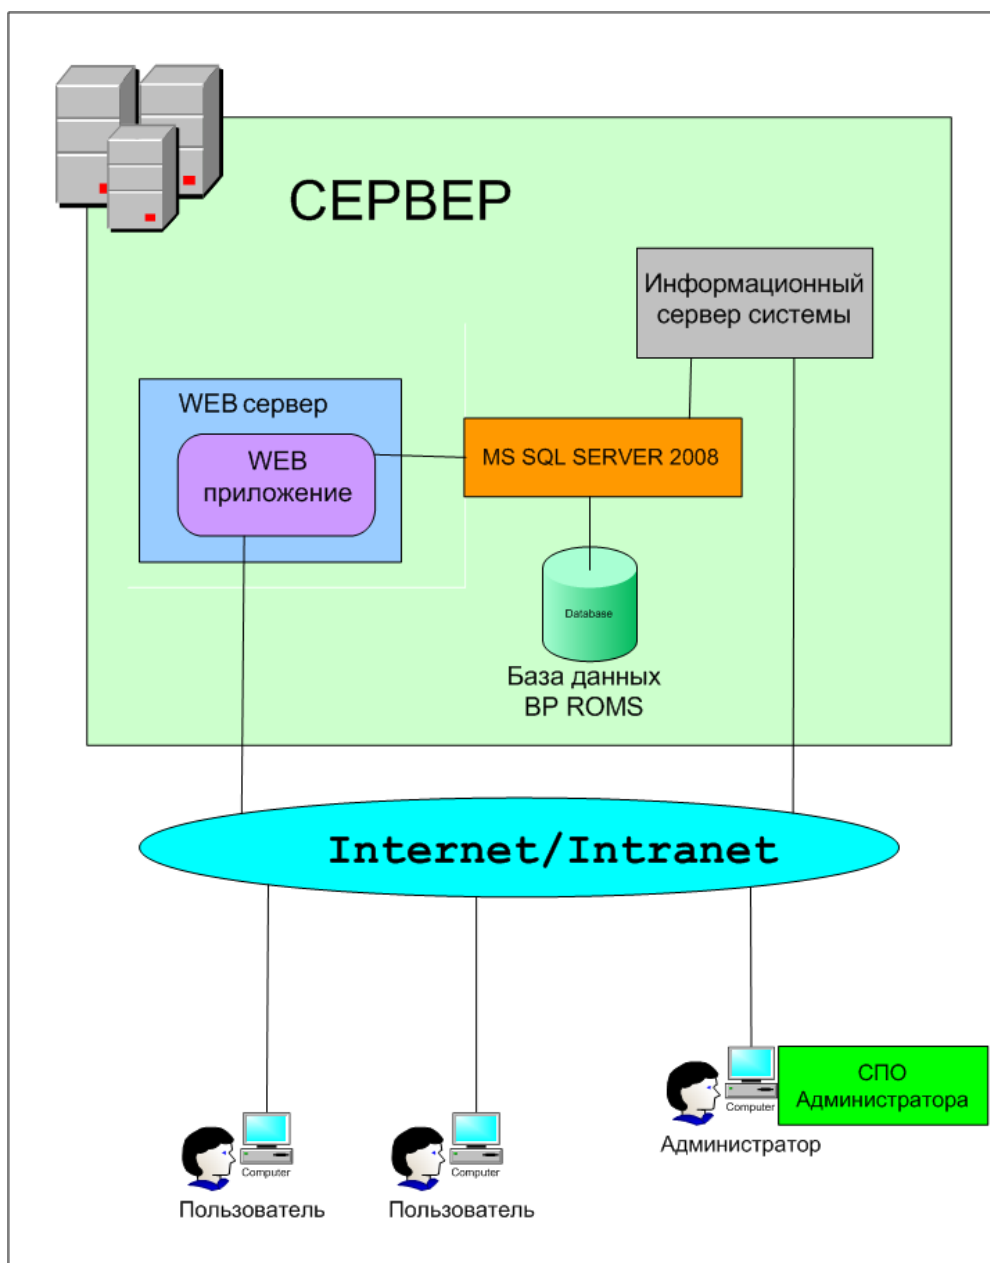 СЕРВЕР
Информационный
сервер системы
WEB сервер
WEB
приложение
MS SQL SERVER 2008
Database
База данных
BP ROMS
Internet/Intranet
Computer
СПО
Администратора
Администратор
Computer
Пользователь
Computer
Пользователь